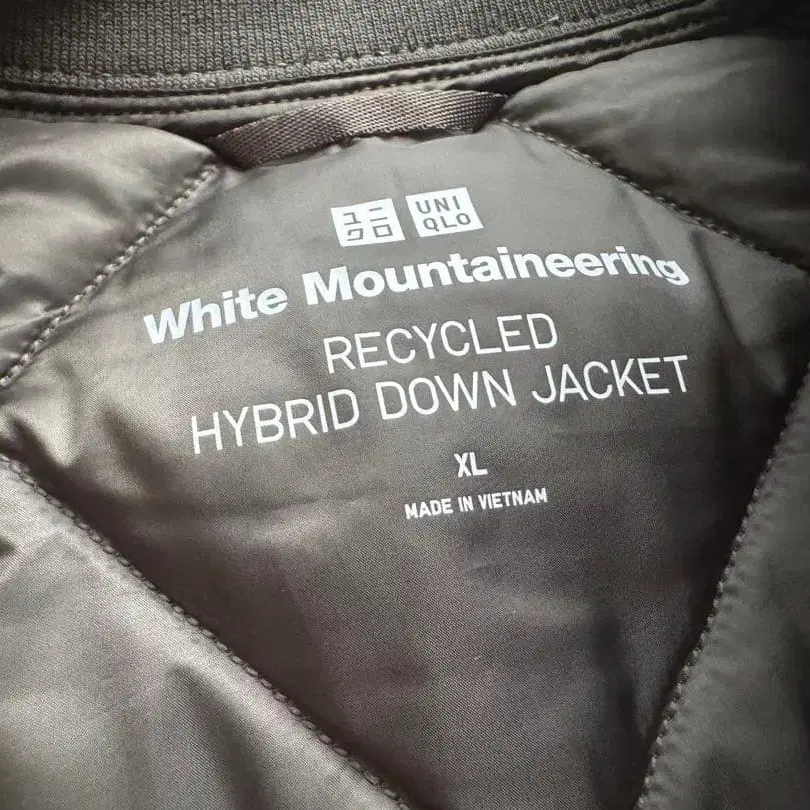 ユニ UNI
クロ QLO
White Mountaineering
RECYCLED
HYBRID DOWN JACKET
XL
MADE IN VIETNAM